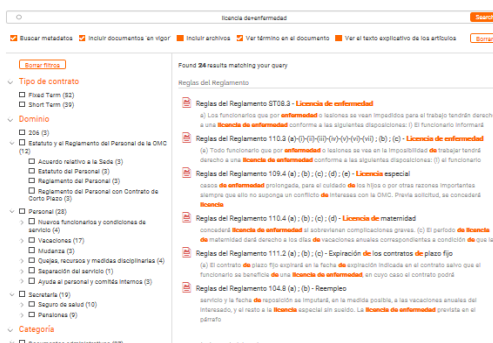 licencia de+enfermedad
Search
Buscar metadatos
Incluir documentos en vigor
Incluir archivos
Ver término en el documento
Ver el texto explicativo de los artículos
Borrar
Borrar filtros
Tipo de contrato
Fixed Term (82)
Short Term (39)
Dominio
206 (3)
Estatuto y el Reglamento del Personal de la OMC (12)
Acuerdo relativo a la Sede (3)
Estatuto del Personal (3)
Reglamento del Personal (3)
Reglamento del Personal con Contrato de
Corto Plazo (3)
Personal (28)
Nuevos funcionarios y condiciones de
servicio (4)
Vacaciones (17)
Mudanza (3)
Quejas, recursos y medidas disciplinarias (4)
Separación del servicio (1)
Ayuda al personal y comités internos (3)
Secretaría (19)
Seguro de salud (10)
Pensiones (9)
Categoría
Found 24 results matching your query
Reglas del Reglamento
Reglas del Reglamento ST08.3 - Licencia de enfermedad
a) Los funcionarios que por enfermedad o lesiones se vean impedidos para el trabajo tendrán derecho
a una licencia de enfermedad conforme a las siguientes disposiciones: (i) El funcionario informará
Reglas del Reglamento 110.3 (a)-(i)-(ii)-(iii)-(iv)-(v)-(vi)-(vii) ; (b) ; (c) - Licencia de enfermedad
(a) Todo funcionario que por enfermedad o lesiones se vea en la imposibilidad de trabajar tendrá
derecho a una licencia de enfermedad conforme a las siguientes disposiciones: (i) el funcionario
Reglas del Reglamento 109.4 (a) ; (b) ; (c) ; (d) ; (e) - Licencia especial
casos de enfermedad prolongada, para el cuidado de los hijos o por otras razones importantes
siempre que ello no suponga un conflicto de intereses con la OMC. Previa solicitud, se concederá
licencia
Reglas del Reglamento 110.4 (a) ; (b) ; (c) ; (d) - Licencia de maternidad
concederá licencia de enfermedad si sobrevienen complicaciones graves. (c) El período de licencia
de maternidad dará derecho a los días de vacaciones anuales correspondientes a condición de que la
Reglas del Reglamento 111.2 (a) ; (b) ; (c) - Expiración de los contratos de plazo fijo
(a) El contrato de plazo fijo expirará en la fecha de expiración indicada en el contrato salvo que el
funcionario se beneficie de una licencia de enfermedad, en cuyo caso el contrato podrá
Reglas del Reglamento 104.8 (a) ; (b) - Reempleo
servicio y la fecha de reposición se imputará, en la medida posible, a las vacaciones anuales del
interesado, y el resto a la licencia especial sin sueldo. La licencia de enfermedad prevista en el
párrafo